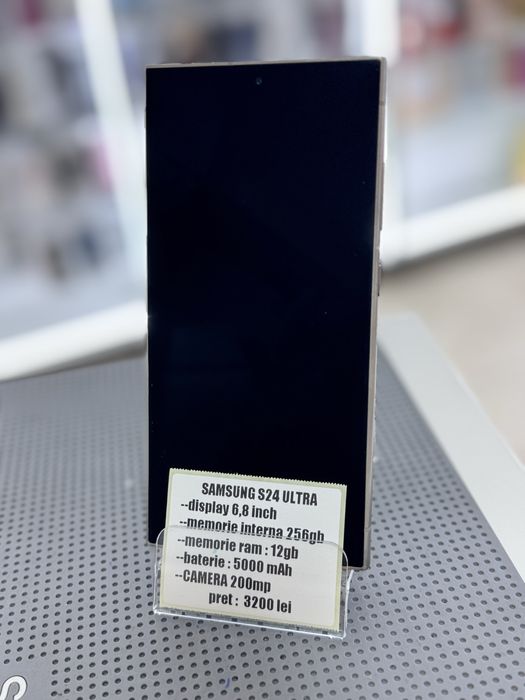 SAMSUNG S24 ULTRA
--display 6,8 inch
--memorie interna 256gb
--memorie ram : 12gb
--baterie : 5000 mAh
--CAMERA 200mp
pret : 3200 lei